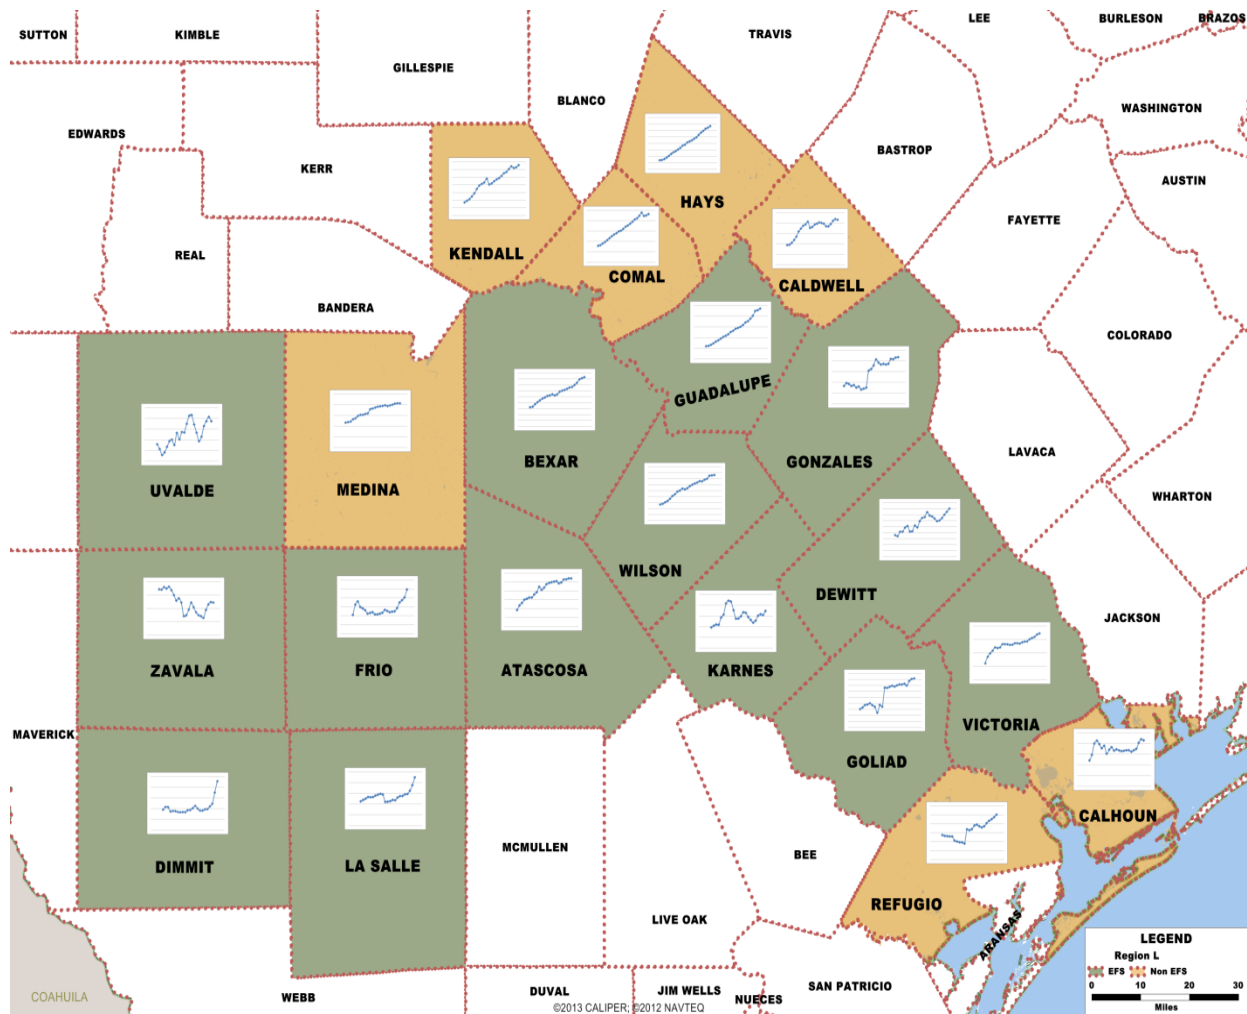 SUTTON
KIMBLE
GILLESPIE
BLANCO
TRAVIS
LEE
BURLESON
BRAZOS
EDWARDS
KERR
BASTROP
WASHINGTON
AUSTIN
HAYS
KENDALL
COMAL
CALDWELL
FAYETTE
REAL
BANDERA
COLORADO
GUADALUPE
UVALDE
MEDINA
BEXAR
GONZALES
LAVACA
WHARTON
WILSON
DEWITT
JACKSON
ZAVALA
FRIO
ATASCOSA
KARNES
VICTORIA
MAVERICK
GOLIAD
CALHOUN
DIMMIT
LA SALLE
MCMULLEN
BEE
REFUGIO
LIVE OAK
ARANSAS
COAHUILA
WEBB
DUVAL
JIM WELLS
NUECES
SAN PATRICIO
©2013 CALIPER; ©2012 NAVTEQ
LEGEND
Region L
EFS Non EFS
0 10 20 30
Miles